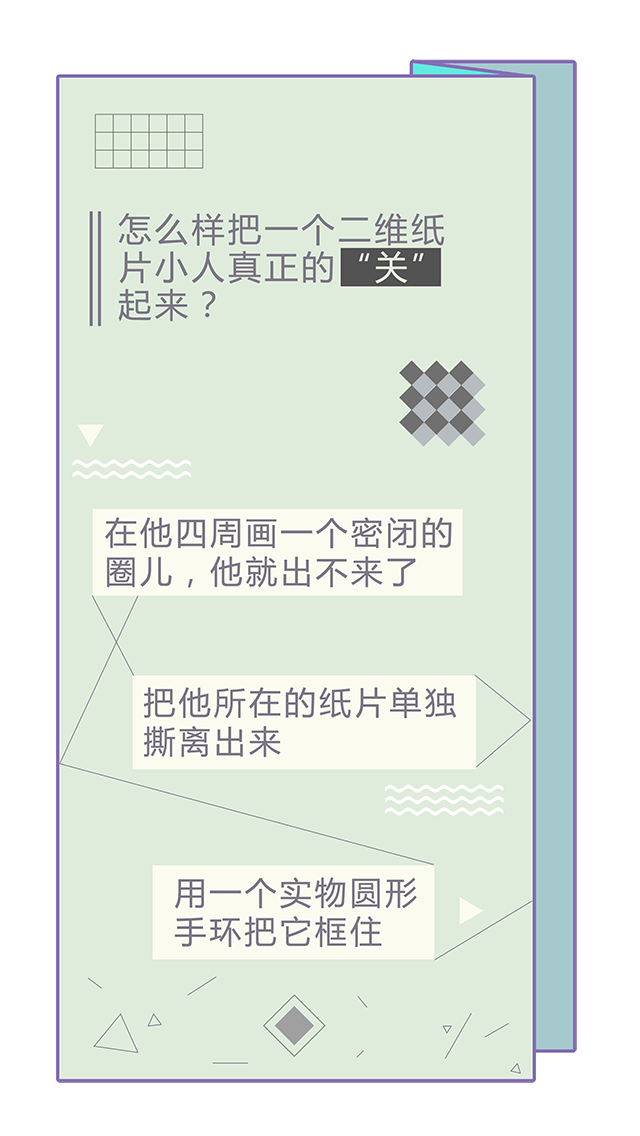 怎么样把一个二维纸
片小人真正的“关”
起来？
在他四周画一个密闭的
圈儿，他就出不来了
把他所在的纸片单独
撕离出来
用一个实物圆形
手环把它框住